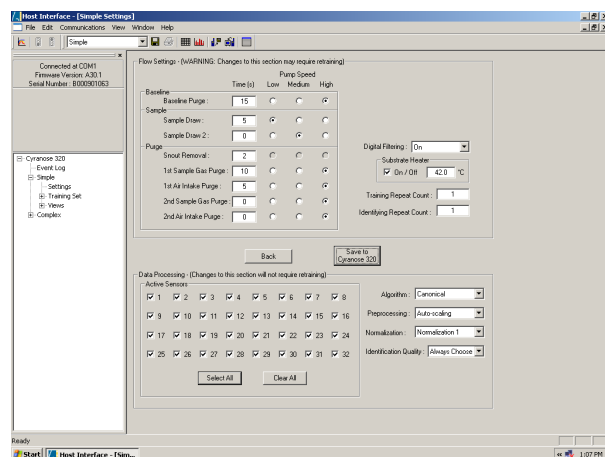 Host Interface - [Simple Settings]
File Edit Communications View Window Help
Simple
Connected at COM1
Firmware Version: A30.1
Serial Number : B000901063
Cyranose 320
Event Log
Simple
Settings
Training Set
Views
Complex
Flow Settings - (WARNING: Changes to this section may require retraining)
Pump Speed
Time (s) Low Medium High
Baseline
Baseline Purge : 15
Sample
Sample Draw : 5
Sample Draw 2 : 0
Purge
Snout Removal : 2
1st Sample Gas Purge : 10
1st Air Intake Purge : 5
2nd Sample Gas Purge : 0
2nd Air Intake Purge : 0
Digital Filtering : On
Substrate Heater
On / Off 42.0 °C
Training Repeat Count : 1
Identifying Repeat Count : 1
Back
Save to
Cyranose 320
Data Processing - (Changes to this section will not require retraining)
Active Sensors
1 2 3 4 5 6 7 8
9 10 11 12 13 14 15 16
17 18 19 20 21 22 23 24
25 26 27 28 29 30 31 32
Select All Clear All
Algorithm : Canonical
Preprocessing : Auto-scaling
Normalization : Normalization 1
Identification Quality : Always Choose
Ready
Start Host Interface - [Sim... 1:07 PM